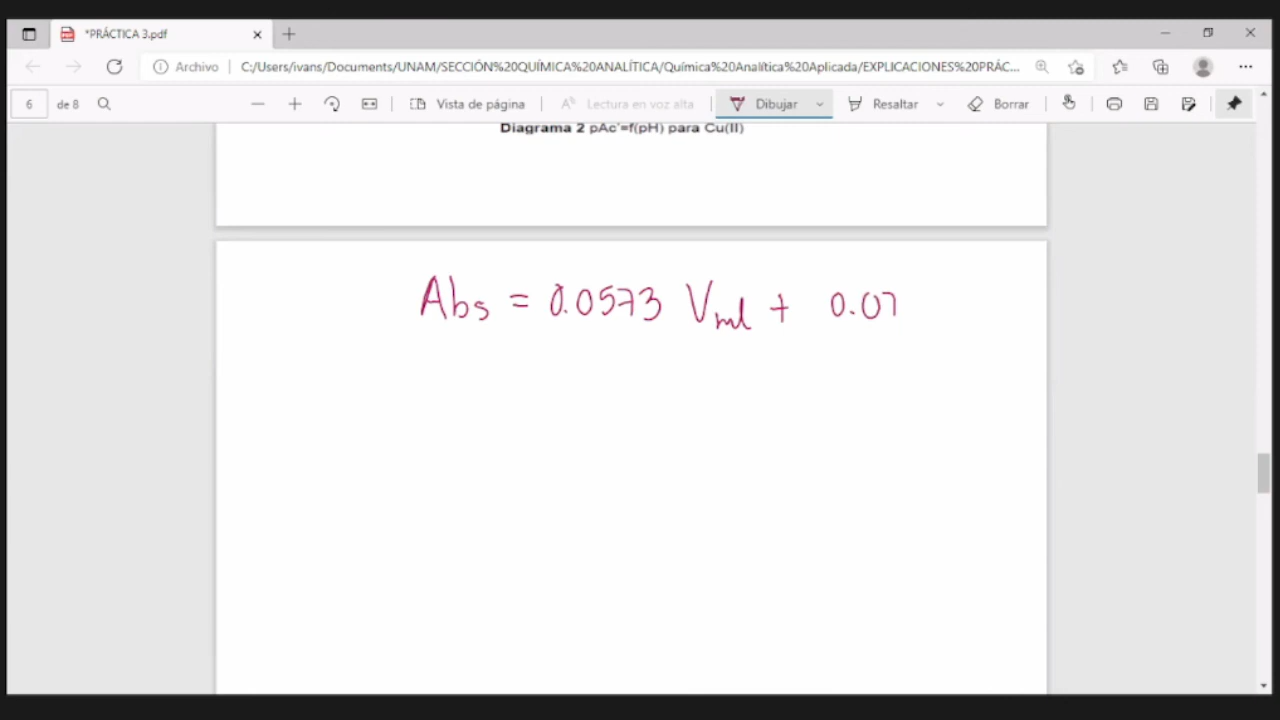 *PRÁCTICA 3.pdf
Archivo C:/Users/ivans/Documents/UNAM/SECCIÓN%20QUÍMICA%20ANALÍTICA/Química%20Analítica%20Aplicada/EXPLICACIONES%20PRÁC...
6 de 8 Vista de página Lectura en voz alta Dibujar Resaltar Borrar
Diagrama 2 pAc'=f(pH) para Cu(II)
Abs = 0.0573 Vml + 0.07